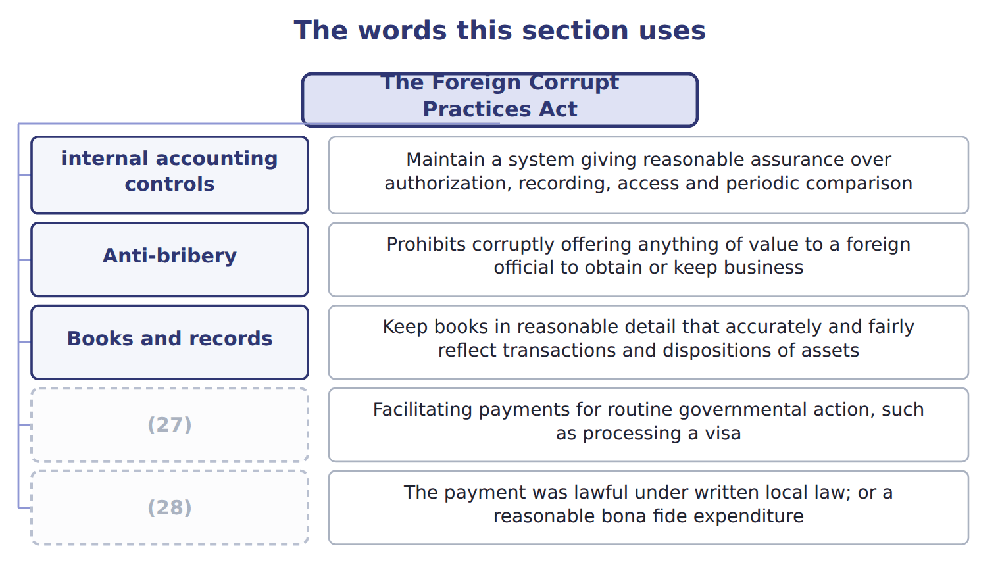 The words this section uses
The Foreign Corrupt
Practices Act
internal accounting
controls
Maintain a system giving reasonable assurance over
authorization, recording, access and periodic comparison
Anti-bribery
Prohibits corruptly offering anything of value to a foreign
official to obtain or keep business
Books and records
Keep books in reasonable detail that accurately and fairly
reflect transactions and dispositions of assets
(27)
Facilitating payments for routine governmental action, such
as processing a visa
(28)
The payment was lawful under written local law; or a
reasonable bona fide expenditure